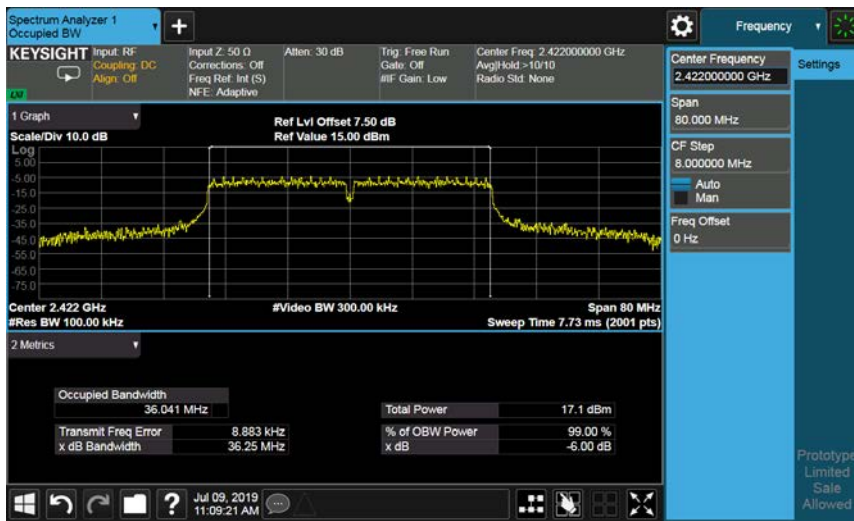 Spectrum Analyzer 1
Occupied BW
+
Frequency
KEYSIGHT
Input: RF
Coupling: DC
Align: Off
Input Z: 50 Ω
Corrections: Off
Freq Ref: Int (S)
NFE: Adaptive
Atten: 30 dB
Trig: Free Run
Gate: Off
#IF Gain: Low
Center Freq: 2.422000000 GHz
Avg|Hold:>10/10
Radio Std: None
LXI
1 Graph
Scale/Div 10.0 dB
Ref Lvl Offset 7.50 dB
Ref Value 15.00 dBm
Log
5.00
-5.00
-15.0
-25.0
-35.0
-45.0
-55.0
-65.0
-75.0
Center 2.422 GHz
#Video BW 300.00 kHz
Span 80 MHz
#Res BW 100.00 kHz
Sweep Time 7.73 ms (2001 pts)
2 Metrics
Occupied Bandwidth
36.041 MHz
Total Power 17.1 dBm
Transmit Freq Error 8.883 kHz
% of OBW Power 99.00 %
x dB Bandwidth 36.25 MHz
x dB -6.00 dB
Jul 09, 2019
11:09:21 AM
?
Center Frequency
2.422000000 GHz
Settings
Span
80.000 MHz
CF Step
8.000000 MHz
Auto
Man
Freq Offset
0 Hz
Prototype
Limited
Sale
Allowed